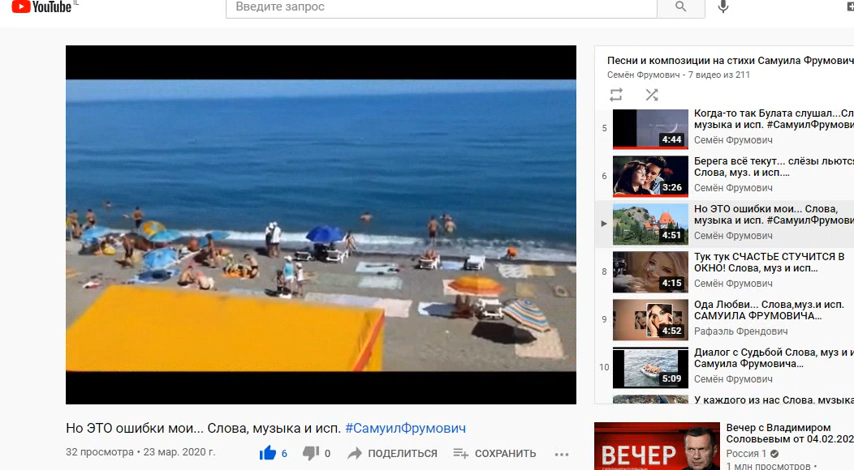 YouTube IL
Введите запрос
Песни и композиции на стихи Самуила Фрумович
Семён Фрумович - 7 видео из 211
5
Когда-то так Булата слушал...Сл
музыка и исп. #СамуилФрумови
Семён Фрумович
4:44
6
Берега всё текут... слёзы льютс
Слова, муз. и исп....
Семён Фрумович
3:26
Но ЭТО ошибки мои... Слова,
музыка и исп. #СамуилФрумови
Семён Фрумович
4:51
8
Тук тук СЧАСТЬЕ СТУЧИТСЯ В
ОКНО! Слова, муз и исп...
Семён Фрумович
4:15
9
Ода Любви... Слова,муз.и исп.
САМУИЛА ФРУМОВИЧА...
Рафаэль Френдович
4:52
10
Диалог с Судьбой Слова, муз и и
Самуила Фрумовича...
Семён Фрумович
5:09
У каждого из нас Слова, музыка
Но ЭТО ошибки мои... Слова, музыка и исп. #СамуилФрумович
32 просмотра • 23 мар. 2020 г.
6
0
ПОДЕЛИТЬСЯ
СОХРАНИТЬ
ВЕЧЕР
Вечер с Владимиром
Соловьевым от 04.02.202
Россия 1
1 млн просмотров •